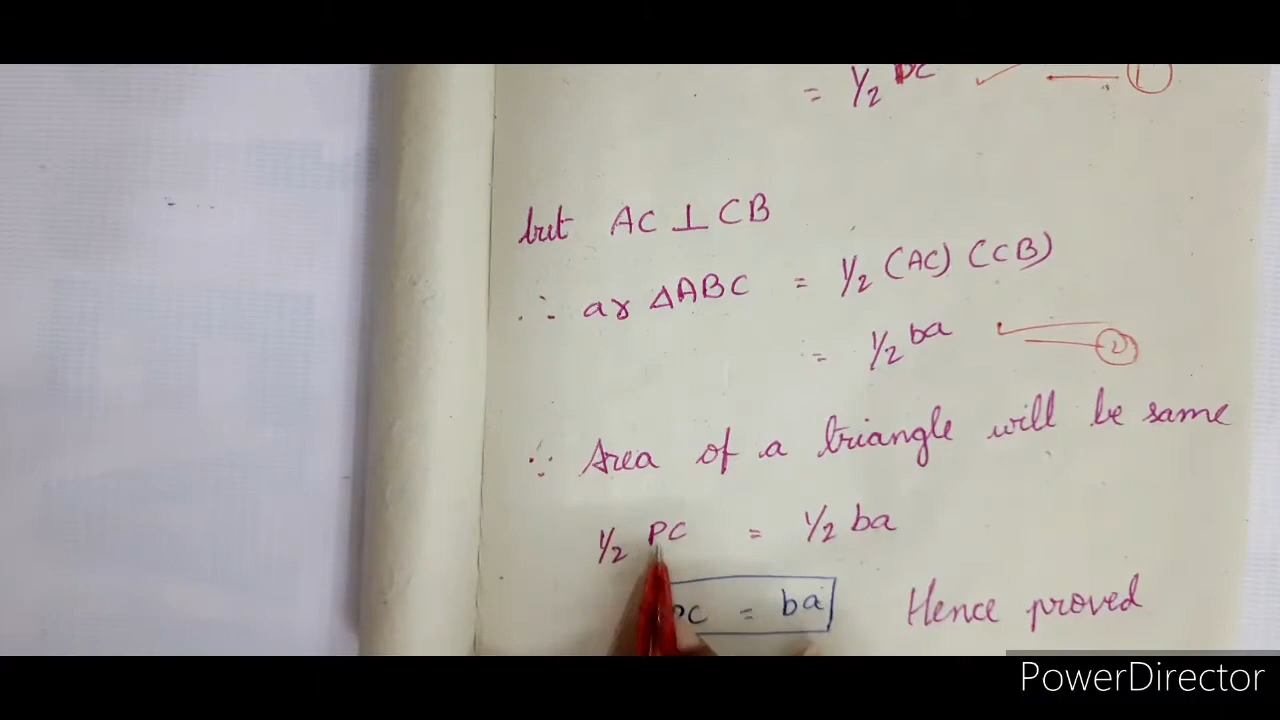 = 1/2 PC ①
but AC ⊥ CB
∴ ar ΔABC = 1/2 (AC) (CB)
= 1/2 ba ②
∵ Area of a triangle will be same
1/2 PC = 1/2 ba
PC = ba Hence proved
PowerDirector